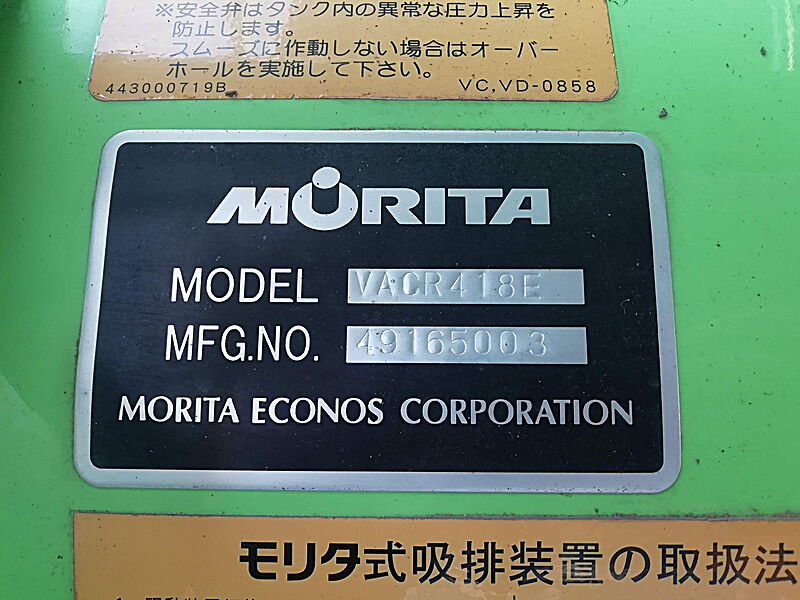 ※安全弁はタンク内の異常な圧力上昇を
防止します。
スムーズに作動しない場合はオーバー
ホールを実施して下さい。
443000719B VC,VD-0858
MORITA
MODEL VACR418E
MFG.NO. 49165003
MORITA ECONOS CORPORATION
モリタ式吸排装置の取扱法